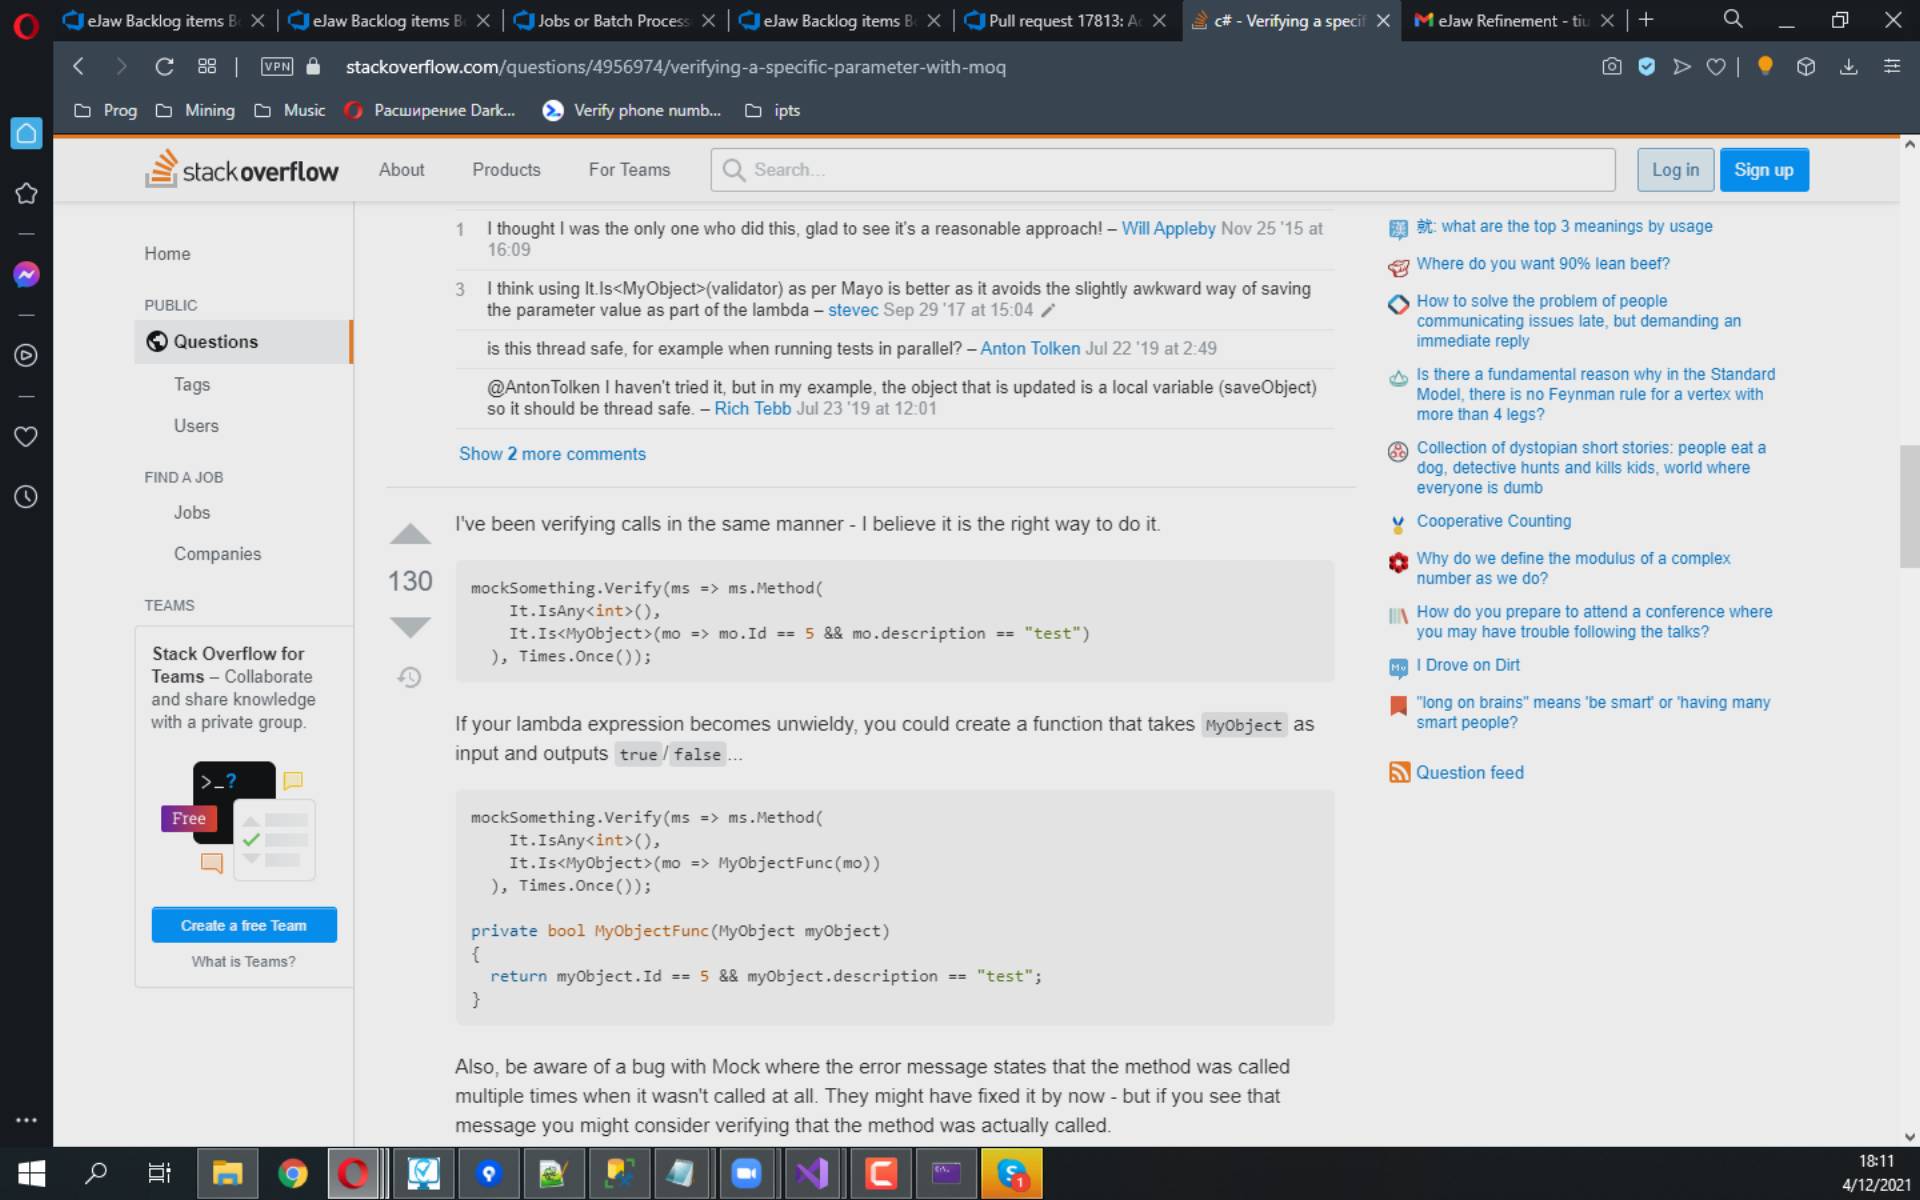 eJaw Backlog items B
eJaw Backlog items B
Jobs or Batch Process
eJaw Backlog items B
Pull request 17813: A
c# - Verifying a specif
eJaw Refinement - tiu
VPN
stackoverflow.com/questions/4956974/verifying-a-specific-parameter-with-moq
Prog
Mining
Music
Расширение Dark...
Verify phone numb...
ipts
stackoverflow
About
Products
For Teams
Search...
Log in
Sign up
Home
PUBLIC
Questions
Tags
Users
FIND A JOB
Jobs
Companies
TEAMS
Stack Overflow for
Teams – Collaborate
and share knowledge
with a private group.
>_?
Free
Create a free Team
What is Teams?
1 I thought I was the only one who did this, glad to see it's a reasonable approach! – Will Appleby Nov 25 '15 at
16:09
3 I think using It.Is<MyObject>(validator) as per Mayo is better as it avoids the slightly awkward way of saving
the parameter value as part of the lambda – stevec Sep 29 '17 at 15:04
is this thread safe, for example when running tests in parallel? – Anton Tolken Jul 22 '19 at 2:49
@AntonTolken I haven't tried it, but in my example, the object that is updated is a local variable (saveObject)
so it should be thread safe. – Rich Tebb Jul 23 '19 at 12:01
Show 2 more comments
130
I've been verifying calls in the same manner - I believe it is the right way to do it.
mockSomething.Verify(ms => ms.Method(
It.IsAny<int>(),
It.Is<MyObject>(mo => mo.Id == 5 && mo.description == "test")
), Times.Once());
If your lambda expression becomes unwieldy, you could create a function that takes MyObject as
input and outputs true/false...
mockSomething.Verify(ms => ms.Method(
It.IsAny<int>(),
It.Is<MyObject>(mo => MyObjectFunc(mo))
), Times.Once());
private bool MyObjectFunc(MyObject myObject)
{
return myObject.Id == 5 && myObject.description == "test";
}
Also, be aware of a bug with Mock where the error message states that the method was called
multiple times when it wasn't called at all. They might have fixed it by now - but if you see that
message you might consider verifying that the method was actually called.
就: what are the top 3 meanings by usage
Where do you want 90% lean beef?
How to solve the problem of people
communicating issues late, but demanding an
immediate reply
Is there a fundamental reason why in the Standard
Model, there is no Feynman rule for a vertex with
more than 4 legs?
Collection of dystopian short stories: people eat a
dog, detective hunts and kills kids, world where
everyone is dumb
Cooperative Counting
Why do we define the modulus of a complex
number as we do?
How do you prepare to attend a conference where
you may have trouble following the talks?
I Drove on Dirt
"long on brains" means 'be smart' or 'having many
smart people?
Question feed
18:11
4/12/2021